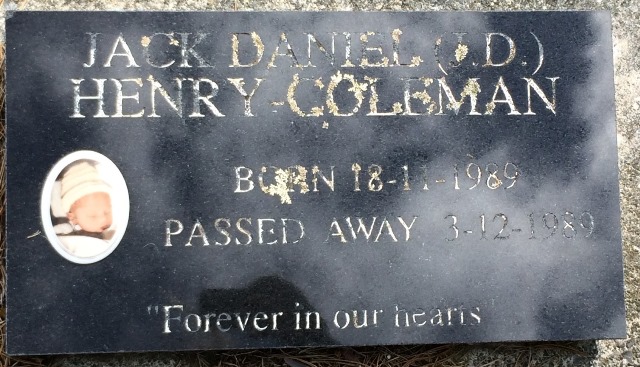 JACK DANIEL (J.D.)
HENRY-COLEMAN
BORN 18-11-1989
PASSED AWAY 3-12-1989
"Forever in our hearts"